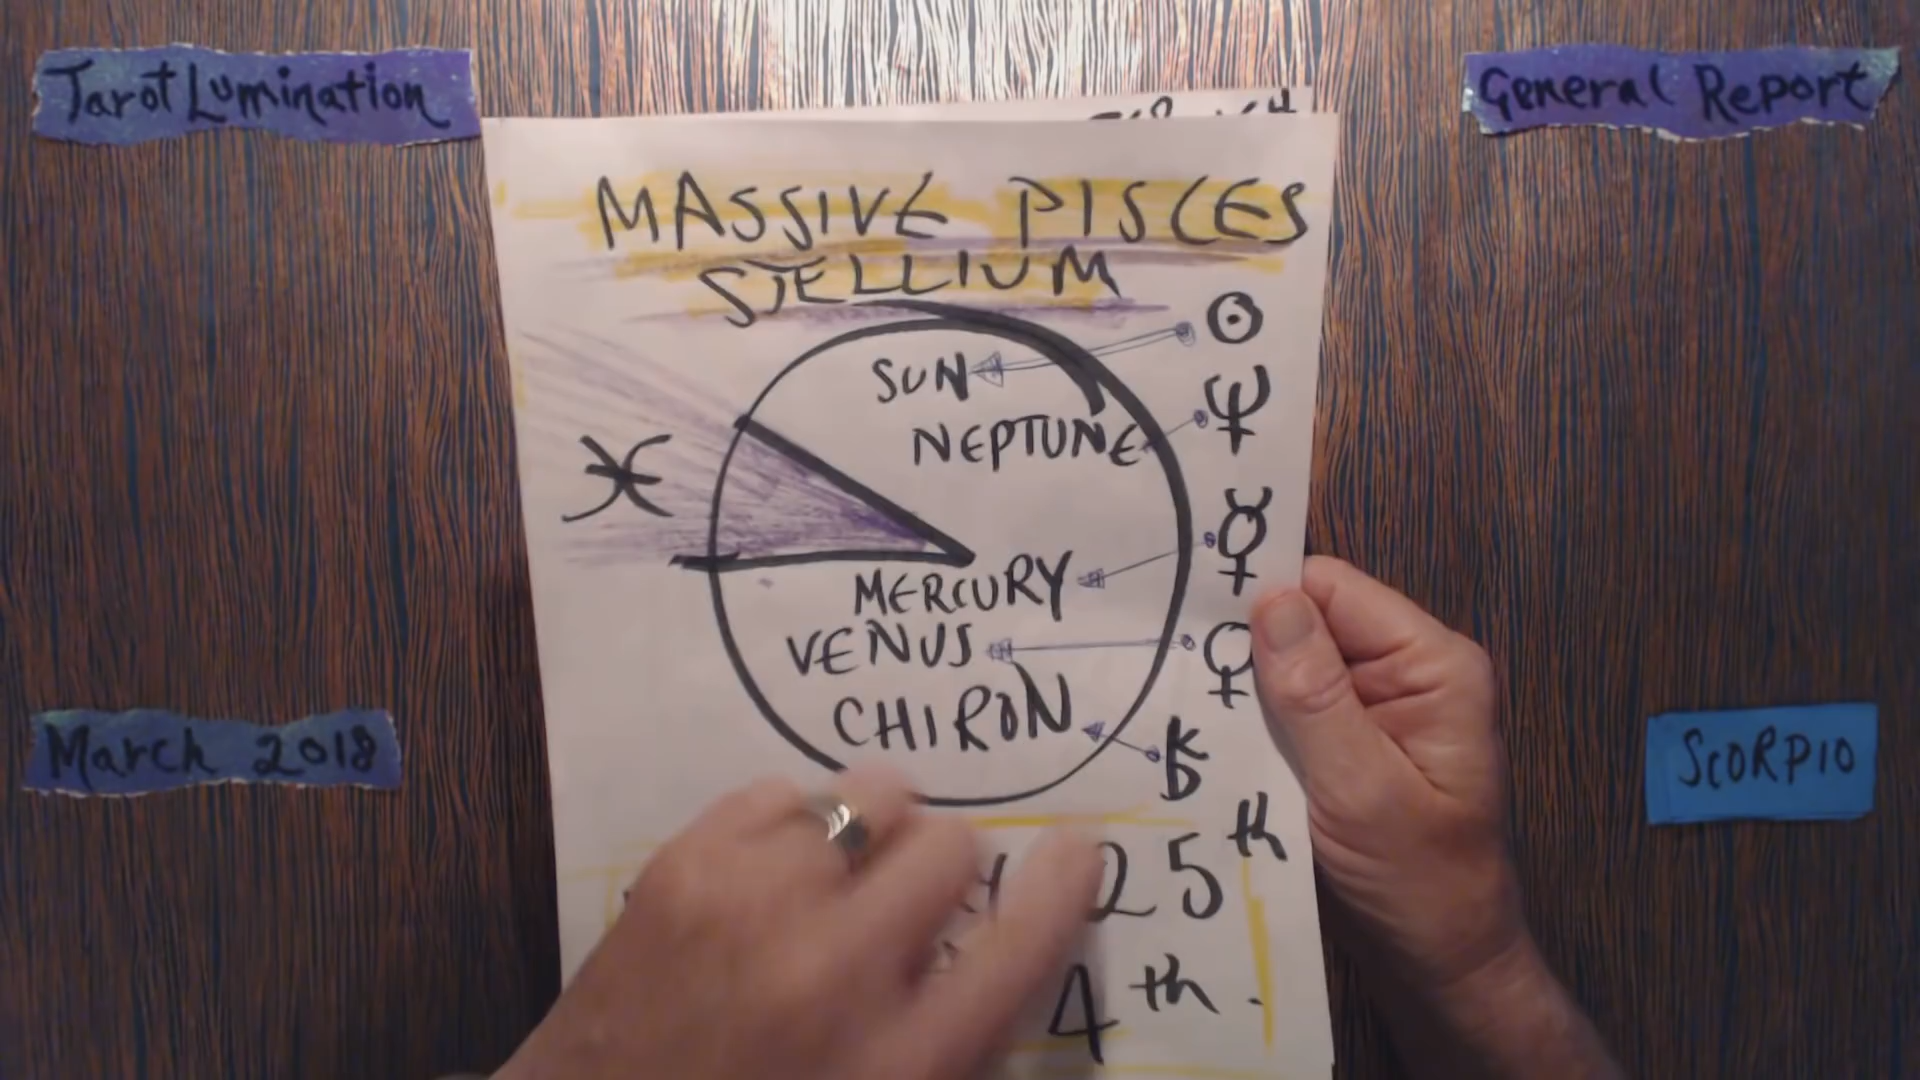 Tarot Lumination
General Report
MASSIVE PISCES
STELLIUM
SUN
NEPTUNE
MERCURY
VENUS
CHIRON
25th
4th.
March 2018
SCORPIO